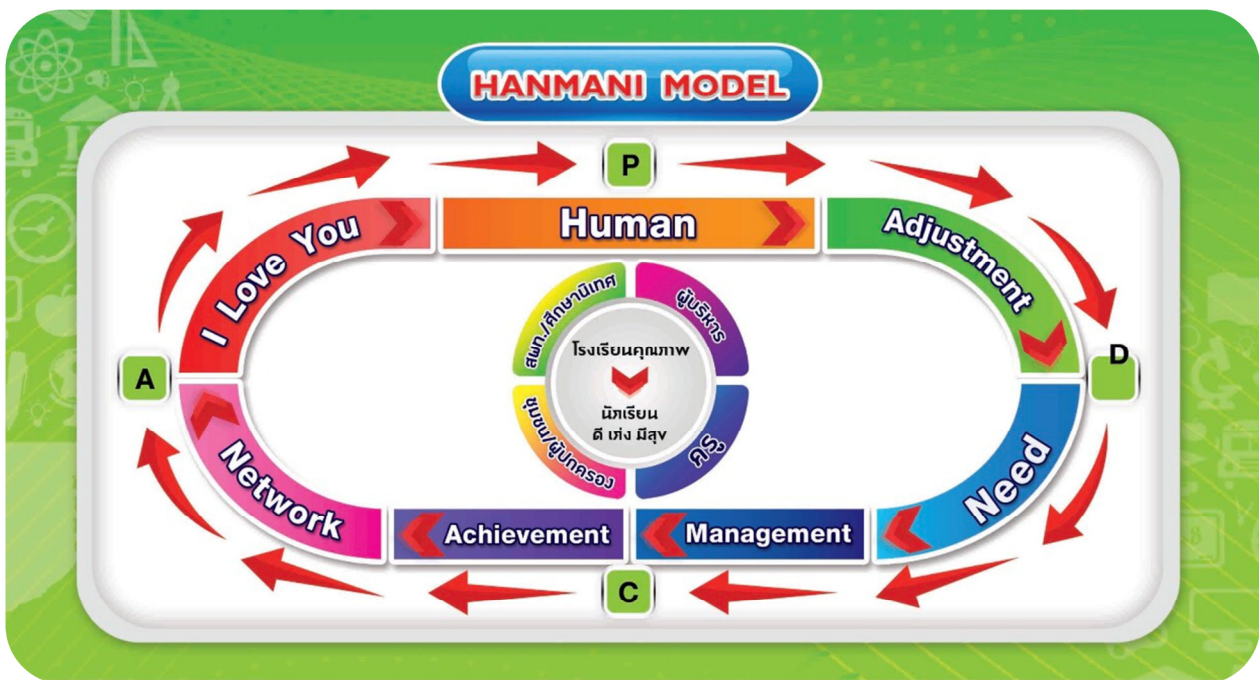 HANMANI MODEL
P
Human
Adjustment
D
Need
Management
C
Achievement
Network
A
I Love You
สพท./ศึกษานิเทศ
ผู้บริหาร
ครู
ชุมชน/ผู้ปกครอง
โรงเรียนคุณภาพ
นักเรียน
ดี เก่ง มีสุข